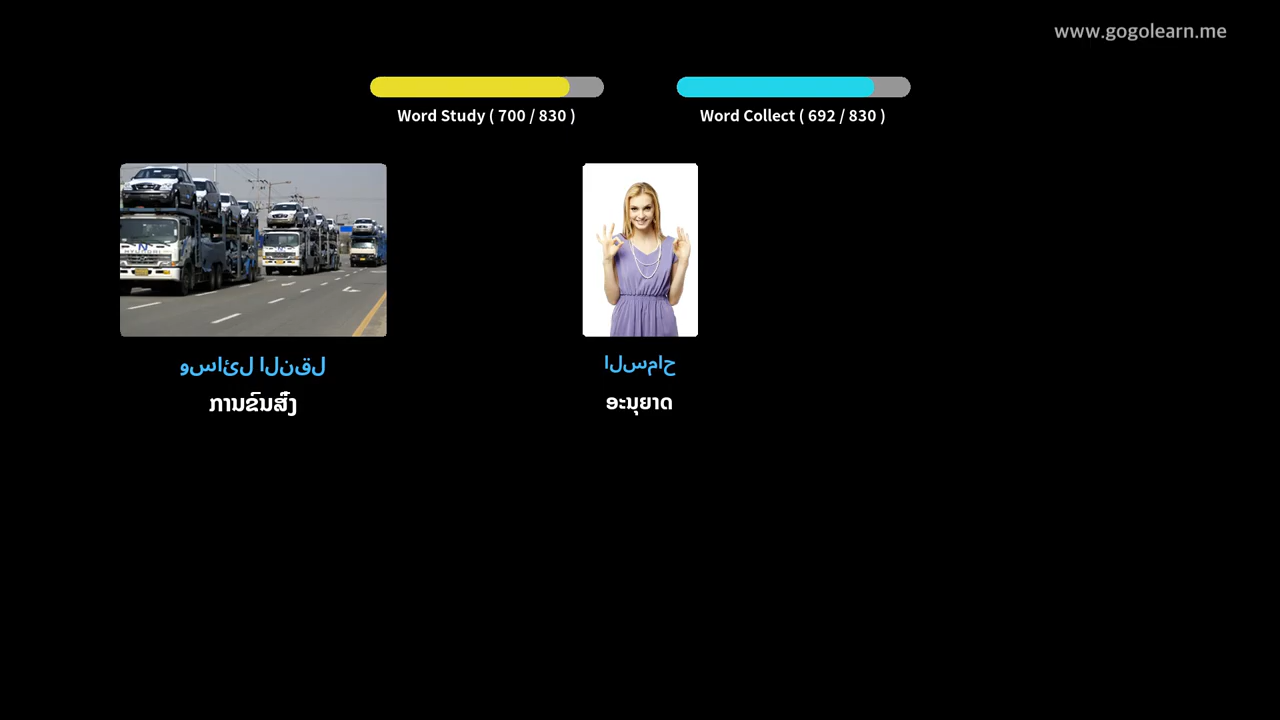 www.gogolearn.me
Word Study ( 700 / 830 )
Word Collect ( 692 / 830 )
وسائل النقل
السماح
ການຂົນສົ່ງ
ອະນຸຍາດ